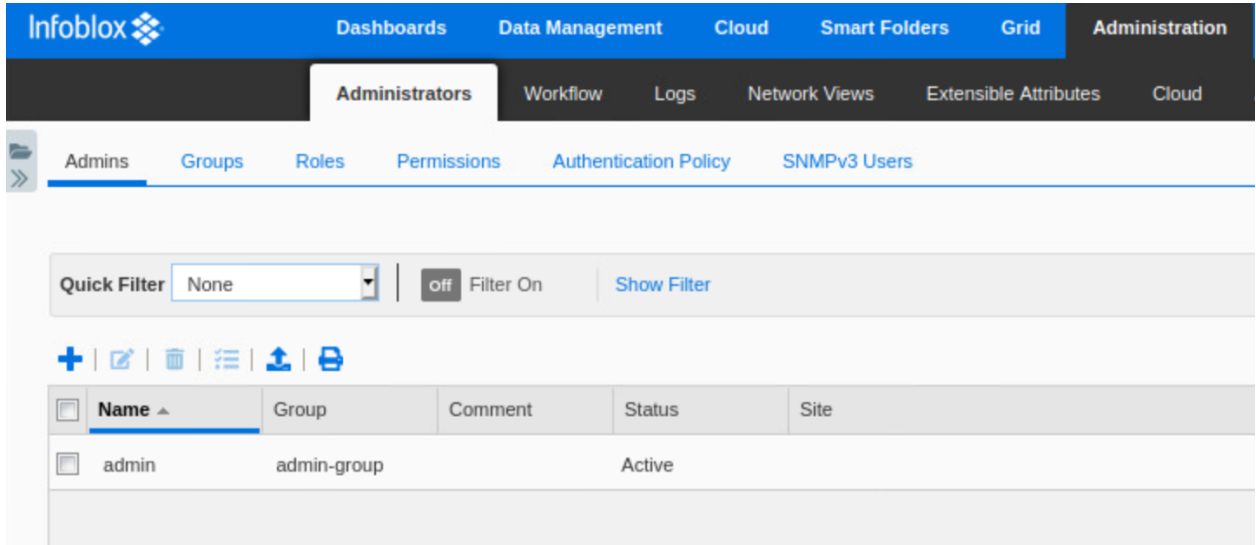 Infoblox Dashboards Data Management Cloud Smart Folders Grid Administration
Administrators Workflow Logs Network Views Extensible Attributes Cloud
Admins Groups Roles Permissions Authentication Policy SNMPv3 Users
Quick Filter None Off Filter On Show Filter
Name Group Comment Status Site
admin admin-group Active